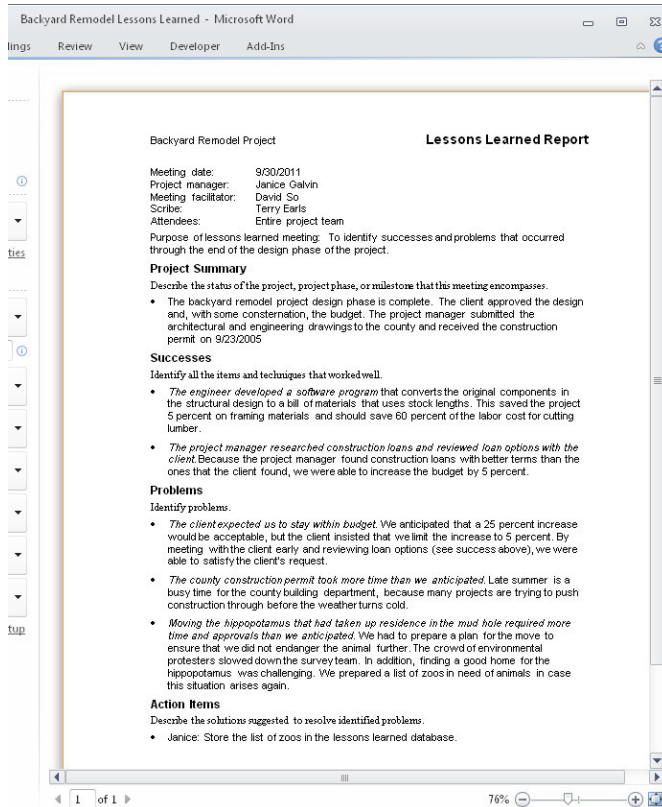 Backyard Remodel Lessons Learned - Microsoft Word
lings Review View Developer Add-Ins
Backyard Remodel Project Lessons Learned Report
Meeting date: 9/30/2011
Project manager: Janice Galvin
Meeting facilitator: David So
Scribe: Terry Earls
Attendees: Entire project team
Purpose of lessons learned meeting: To identify successes and problems that occurred
through the end of the design phase of the project.
ties
Project Summary
Describe the status of the project, project phase, or milestone that this meeting encompasses.
• The backyard remodel project design phase is complete. The client approved the design
and, with some consternation, the budget. The project manager submitted the
architectural and engineering drawings to the county and received the construction
permit on 9/23/2005
Successes
Identify all the items and techniques that worked well.
• The engineer developed a software program that converts the original components in
the structural design to a bill of materials that uses stock lengths. This saved the project
5 percent on framing materials and should save 60 percent of the labor cost for cutting
lumber.
• The project manager researched construction loans and reviewed loan options with the
client. Because the project manager found construction loans with better terms than the
ones that the client found, we were able to increase the budget by 5 percent.
Problems
Identify problems.
• The client expected us to stay within budget. We anticipated that a 25 percent increase
would be acceptable, but the client insisted that we limit the increase to 5 percent. By
meeting with the client early and reviewing loan options (see success above), we were
able to satisfy the client's request.
• The county construction permit took more time than we anticipated. Late summer is a
busy time for the county building department, because many projects are trying to push
construction through before the weather turns cold.
• Moving the hippopotamus that had taken up residence in the mud hole required more
time and approvals than we anticipated. We had to prepare a plan for the move to
ensure that we did not endanger the animal further. The crowd of environmental
protesters slowed down the survey team. In addition, finding a good home for the
hippopotamus was challenging. We prepared a list of zoos in need of animals in case
this situation arises again.
tup
Action Items
Describe the solutions suggested to resolve identified problems.
• Janice: Store the list of zoos in the lessons learned database.
1 of 1 76%